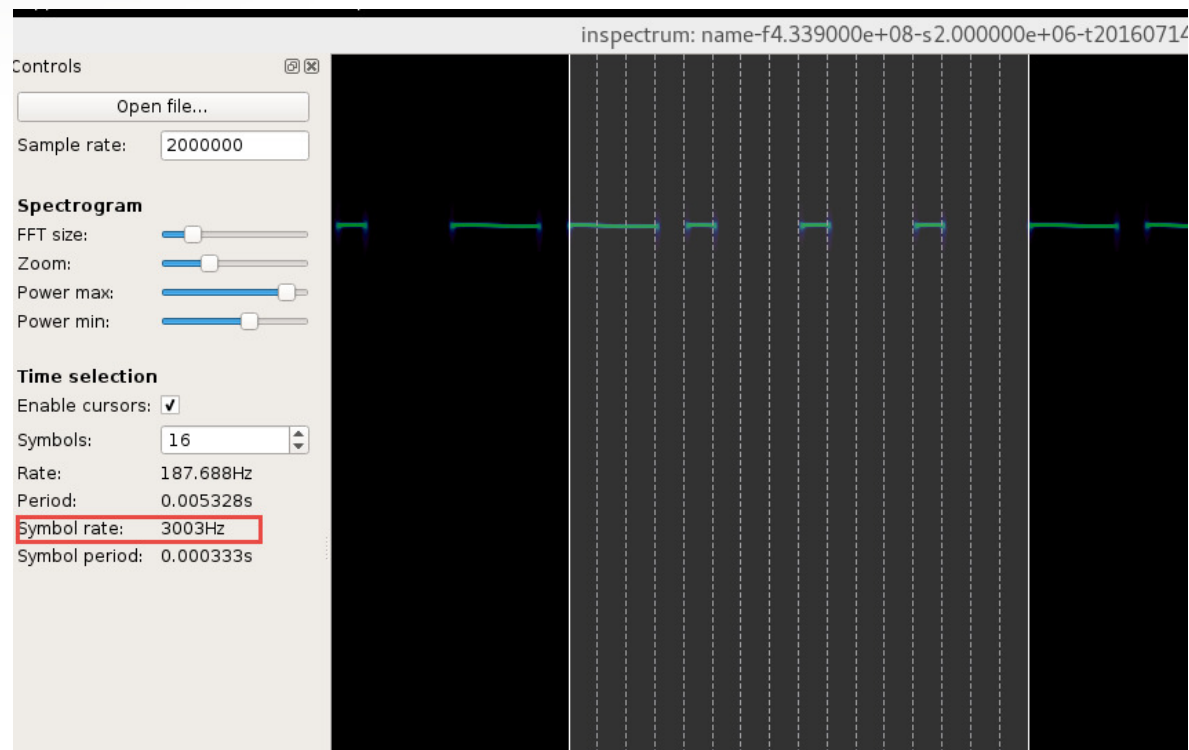 inspectrum: name-f4.339000e+08-s2.000000e+06-t20160714
Controls
Open file...
Sample rate: 2000000
Spectrogram
FFT size:
Zoom:
Power max:
Power min:
Time selection
Enable cursors:
Symbols: 16
Rate: 187.688Hz
Period: 0.005328s
Symbol rate: 3003Hz
Symbol period: 0.000333s